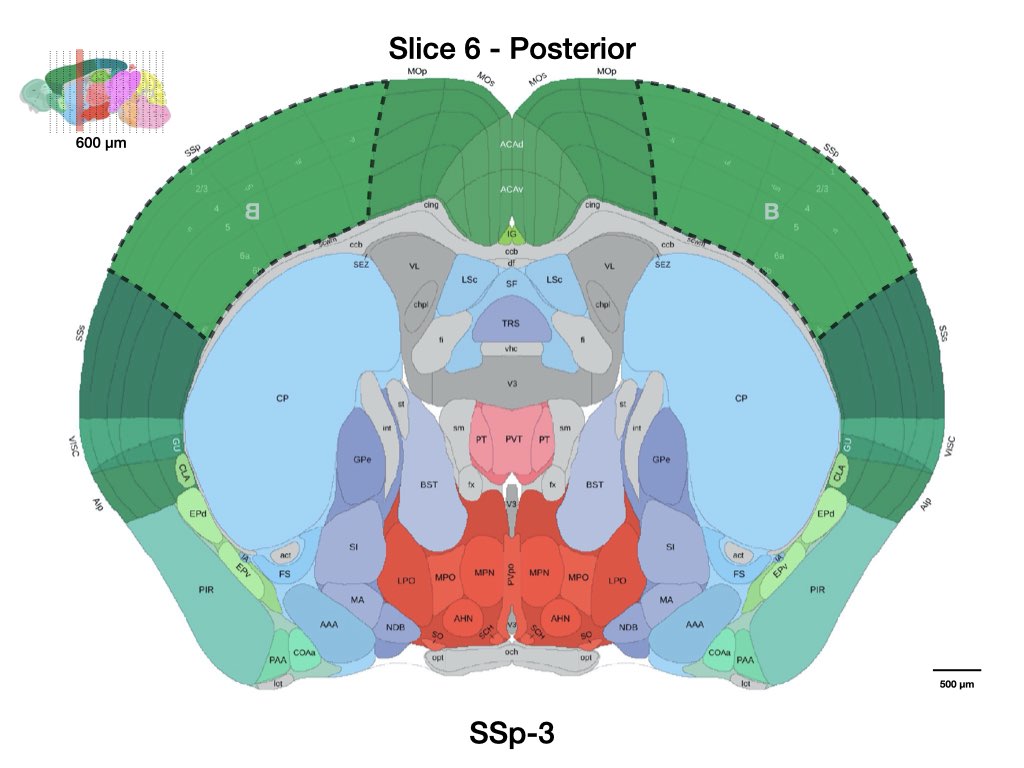 Slice 6 - Posterior
600 µm
MOp MOs MOs MOp
SSp SSp
ACAd
ACAv
1 1
2/3 2/3
4 B B 4
5 5
6a 6a
cing cing
IG
scwm scwm
ccb ccb ccb
df
SEZ VL LSc SF LSc VL SEZ
chpl chpl
TRS
fi fi
vhc
SSs SSs
V3
CP CP
st st
int sm PT PVT PT sm int
VISC GU GU VISC
GPe GPe
CLA CLA
BST fx fx BST
V3
AIp AIp
EPd EPd
SI SI
act act
IA IA
FS FS
EPv EPv
LPO MPO MPN PVpo MPN MPO LPO
PIR PIR
MA MA
AHN AHN
AAA NDB SO SCH V3 SCH SO NDB AAA
PAA COAa COAa PAA
opt och opt
lot lot
500 µm
SSp-3